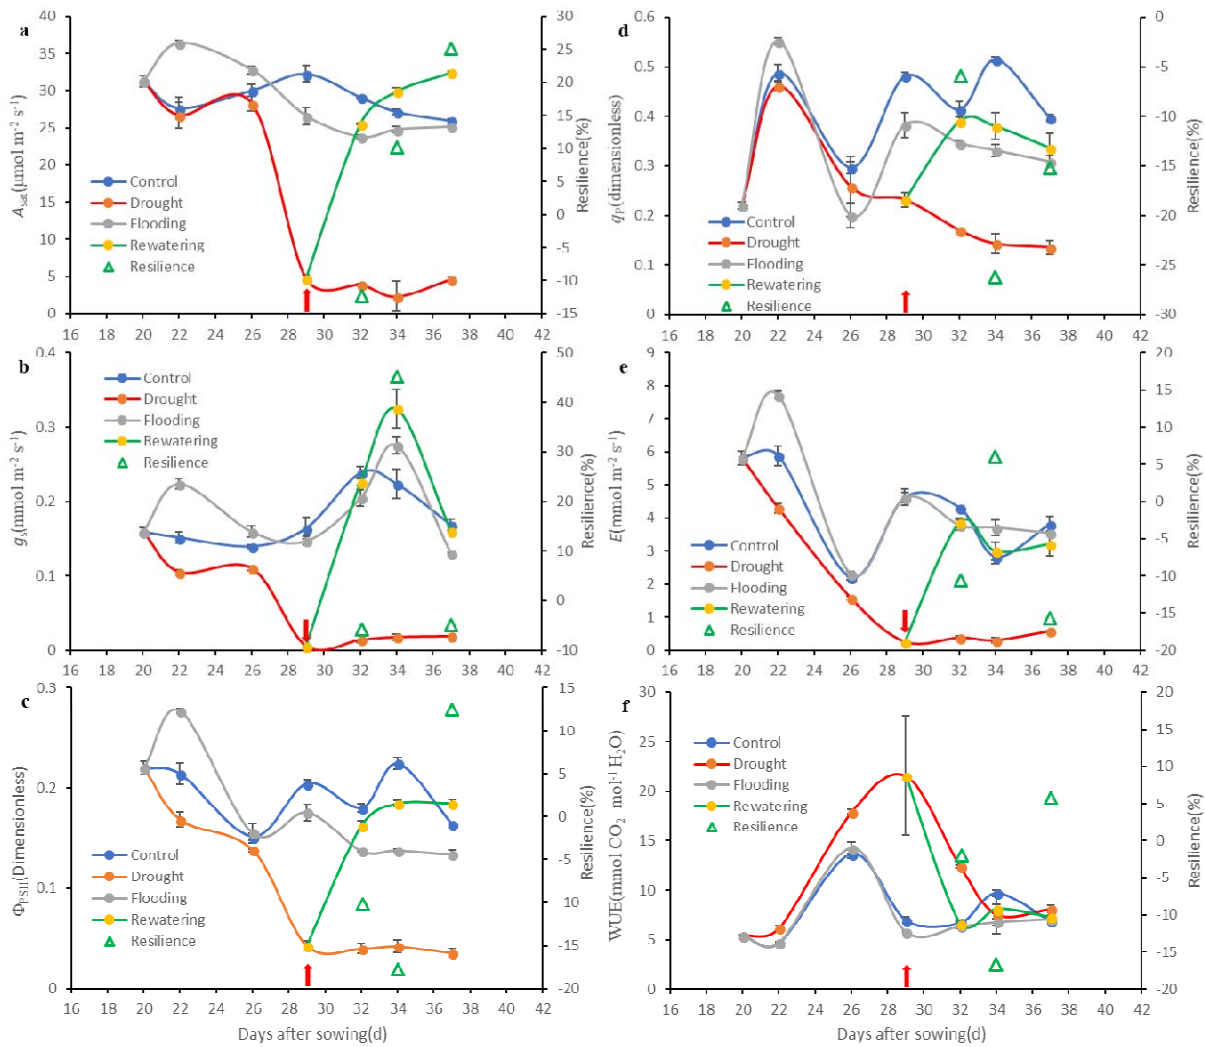 a
A_sat(µmol m⁻² s⁻¹)
40
35
30
25
20
15
10
5
0
Control
Drought
Flooding
Rewatering
Resilience
30
25
20
15
10
5
0
-5
-10
-15
Resilience(%)
16 18 20 22 24 26 28 30 32 34 36 38 40 42
d
q_P(dimensionless)
0.6
0.5
0.4
0.3
0.2
0.1
0
Control
Drought
Flooding
Rewatering
Resilience
0
-5
-10
-15
-20
-25
-30
Resilience(%)
16 18 20 22 24 26 28 30 32 34 36 38 40 42
b
g_s(mmol m⁻² s⁻¹)
0.4
0.3
0.2
0.1
0
Control
Drought
Flooding
Rewatering
Resilience
50
40
30
20
10
0
-10
Resilience(%)
16 18 20 22 24 26 28 30 32 34 36 38 40 42
e
E(mmol m⁻² s⁻¹)
9
8
7
6
5
4
3
2
1
0
Control
Drought
Flooding
Rewatering
Resilience
20
15
10
5
0
-5
-10
-15
-20
Resilience(%)
16 18 20 22 24 26 28 30 32 34 36 38 40 42
c
Φ_PSII(Dimensionless)
0.3
0.2
0.1
0
Control
Drought
Flooding
Rewatering
Resilience
15
10
5
0
-5
-10
-15
-20
Resilience(%)
16 18 20 22 24 26 28 30 32 34 36 38 40 42
Days after sowing(d)
f
WUE(mmol CO₂ mol⁻¹ H₂O)
30
25
20
15
10
5
0
Control
Drought
Flooding
Rewatering
Resilience
20
15
10
5
0
-5
-10
-15
-20
Resilience(%)
16 18 20 22 24 26 28 30 32 34 36 38 40 42
Days after sowing(d)